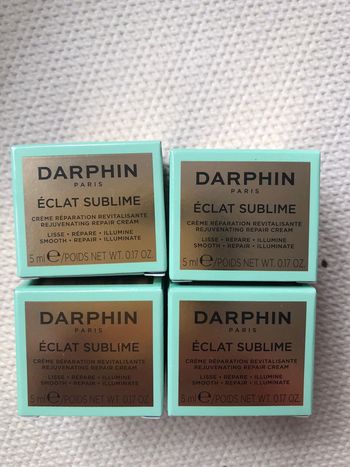 DARPHIN
PARIS
ÉCLAT SUBLIME
CRÈME RÉPARATION REVITALISANTE
REJUVENATING REPAIR CREAM
LISSE • RÉPARE • ILLUMINE
SMOOTH • REPAIR • ILLUMINATE
5 ml ℮/POIDS NET WT. 0.17 OZ.
DARPHIN
PARIS
ÉCLAT SUBLIME
CRÈME RÉPARATION REVITALISANTE
REJUVENATING REPAIR CREAM
LISSE • RÉPARE • ILLUMINE
SMOOTH • REPAIR • ILLUMINATE
5 ml ℮/POIDS NET WT. 0.17 OZ.
DARPHIN
PARIS
ÉCLAT SUBLIME
CRÈME RÉPARATION REVITALISANTE
REJUVENATING REPAIR CREAM
LISSE • RÉPARE • ILLUMINE
SMOOTH • REPAIR • ILLUMINATE
5 ml ℮/POIDS NET WT. 0.17 OZ.
DARPHIN
PARIS
ÉCLAT SUBLIME
CRÈME RÉPARATION REVITALISANTE
REJUVENATING REPAIR CREAM
LISSE • RÉPARE • ILLUMINE
SMOOTH • REPAIR • ILLUMINATE
5 ml ℮/POIDS NET WT. 0.17 OZ.